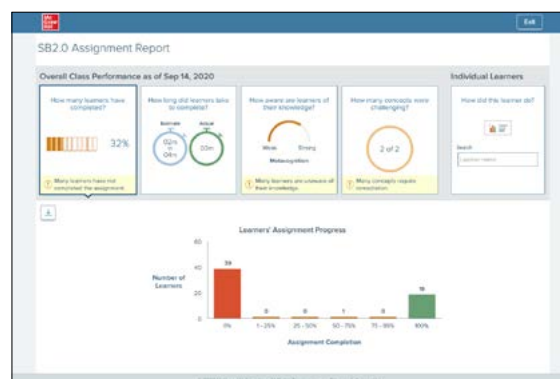 Mc
Graw
Hill
Exit
SB2.0 Assignment Report
Overall Class Performance as of Sep 14, 2020
Individual Learners
How many learners have
completed?
32%
Many learners have not
completed the assignment.
How long did learners take
to complete?
Estimate
Actual
02m
04m
03m
How aware are learners of
their knowledge?
Weak
Strong
Metacognition
Many learners are unaware of
their knowledge.
How many concepts were
challenging?
2 of 2
Many concepts require
remediation.
How did this learner do?
Search
Learners' Assignment Progress
Number of
Learners
60
40
20
0
39
0
0
1
0
19
0%
1 - 25%
25 - 50%
50 - 75%
75 - 99%
100%
Assignment Completion